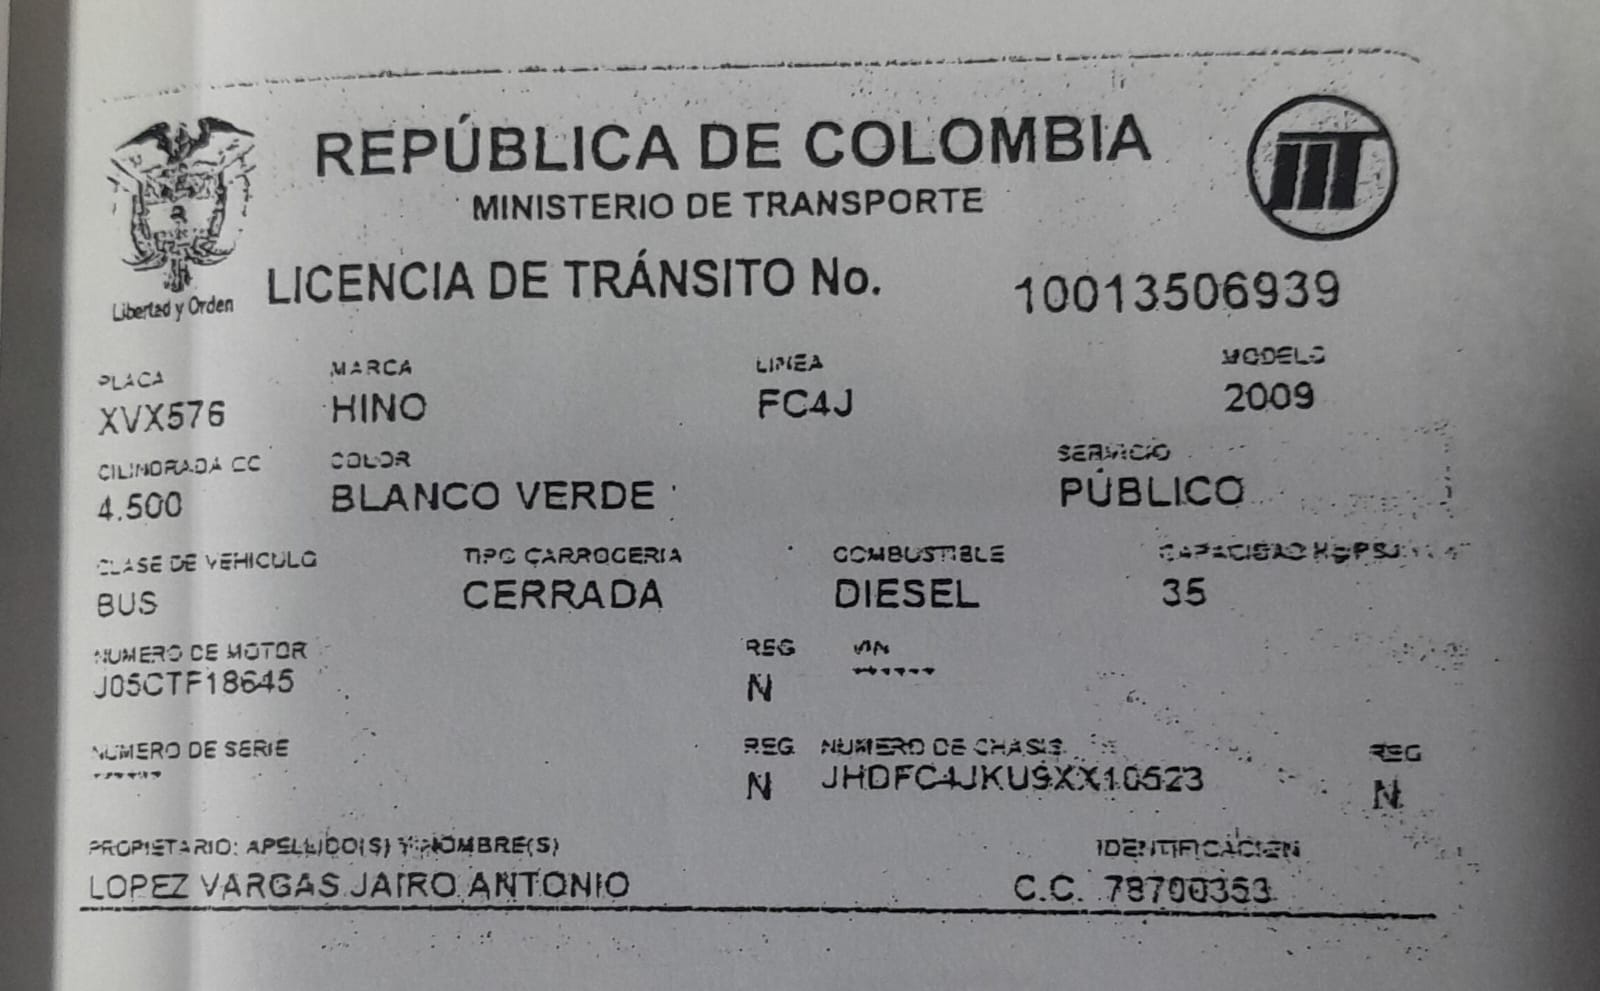 REPÚBLICA DE COLOMBIA
MINISTERIO DE TRANSPORTE
Libertad y Orden
LICENCIA DE TRÁNSITO No. 10013506939
PLACA MARCA LINEA MODELO
XVX576 HINO FC4J 2009
CILINDRADA CC COLOR SERVICIO
4.500 BLANCO VERDE PÚBLICO
CLASE DE VEHICULO TIPO CARROCERIA COMBUSTIBLE CAPACIDAD
BUS CERRADA DIESEL 35
NUMERO DE MOTOR REG VIN
J05CTF18645 N ******
NUMERO DE SERIE REG NUMERO DE CHASIS REG
****** N JHDFC4JKU9XX10523 N
PROPIETARIO: APELLIDO(S) Y NOMBRE(S) IDENTIFICACION
LOPEZ VARGAS JAIRO ANTONIO C.C. 78700353